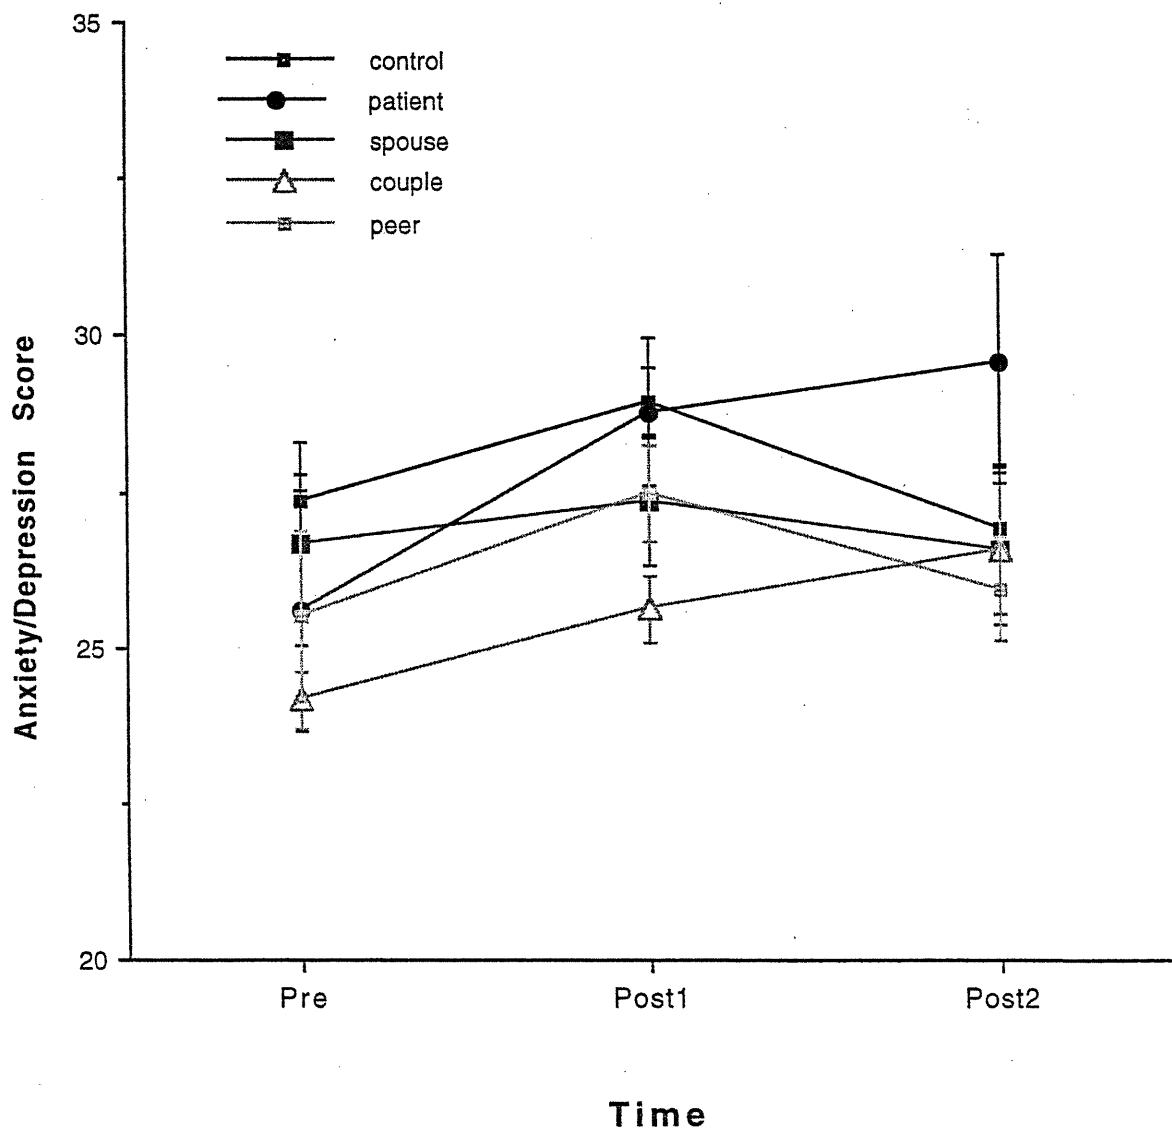 35
control
patient
spouse
couple
peer
30
25
20
Anxiety/Depression Score
Pre Post1 Post2
Time